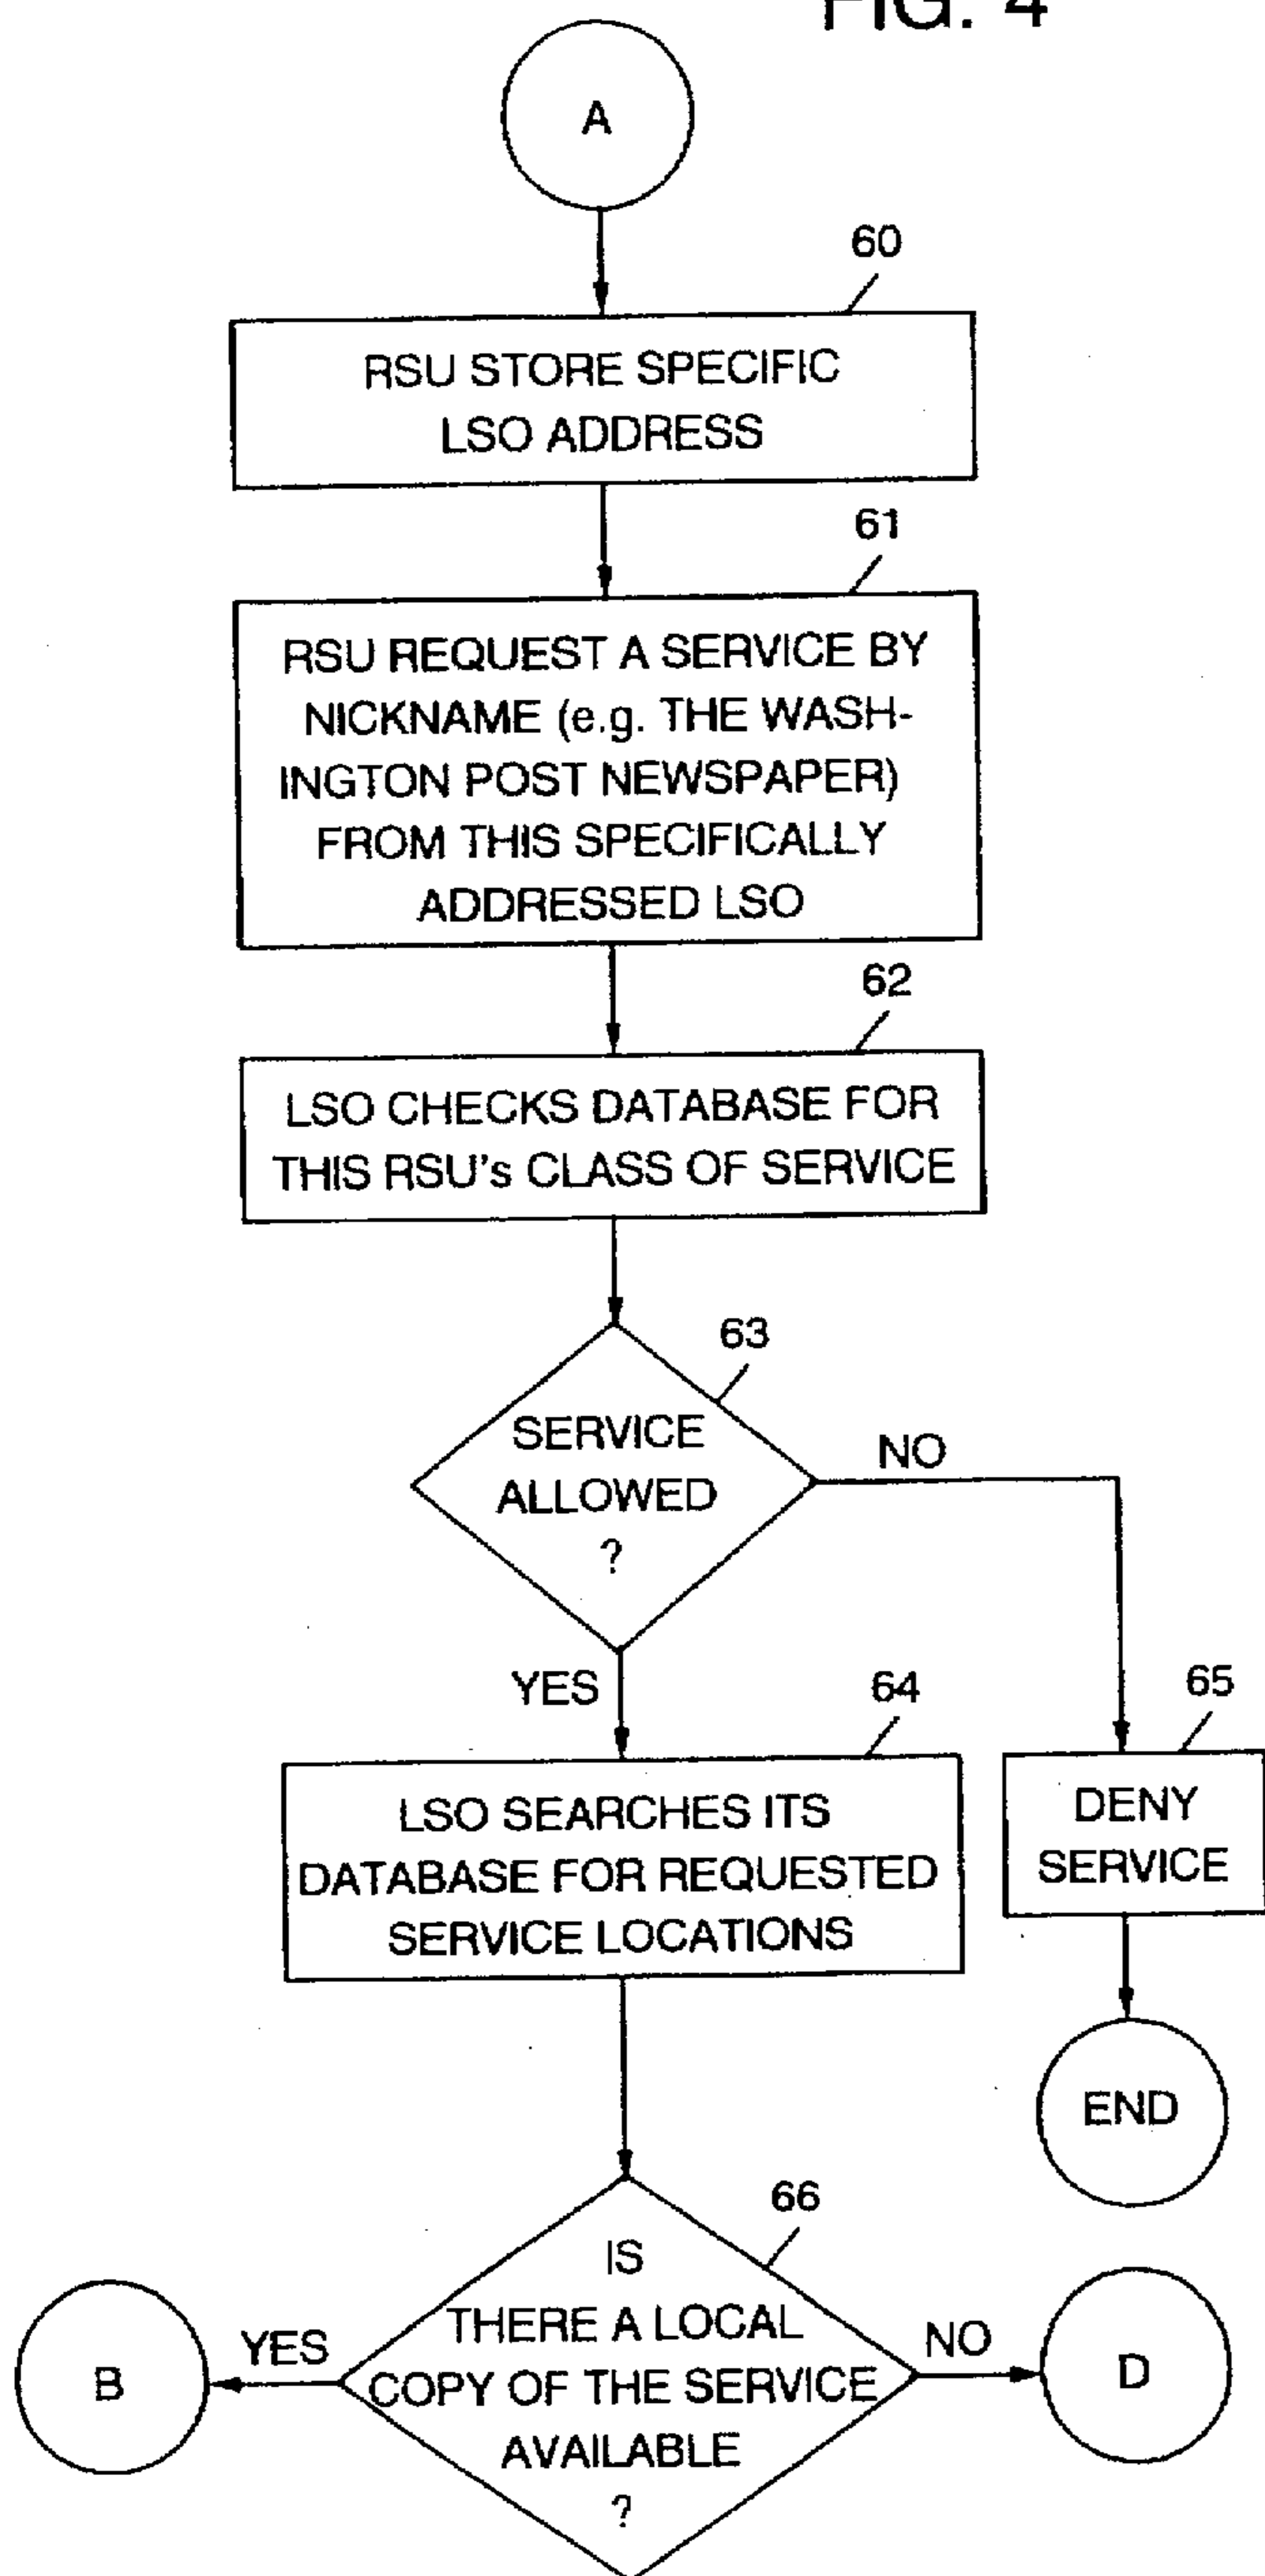 FIG. 4
A
60
RSU STORE SPECIFIC
LSO ADDRESS
61
RSU REQUEST A SERVICE BY
NICKNAME (e.g. THE WASH-
INGTON POST NEWSPAPER)
FROM THIS SPECIFICALLY
ADDRESSED LSO
62
LSO CHECKS DATABASE FOR
THIS RSU's CLASS OF SERVICE
63
SERVICE
ALLOWED
?
NO
YES
64
LSO SEARCHES ITS
DATABASE FOR REQUESTED
SERVICE LOCATIONS
65
DENY
SERVICE
END
66
IS
THERE A LOCAL
COPY OF THE SERVICE
AVAILABLE
?
YES
B
NO
D